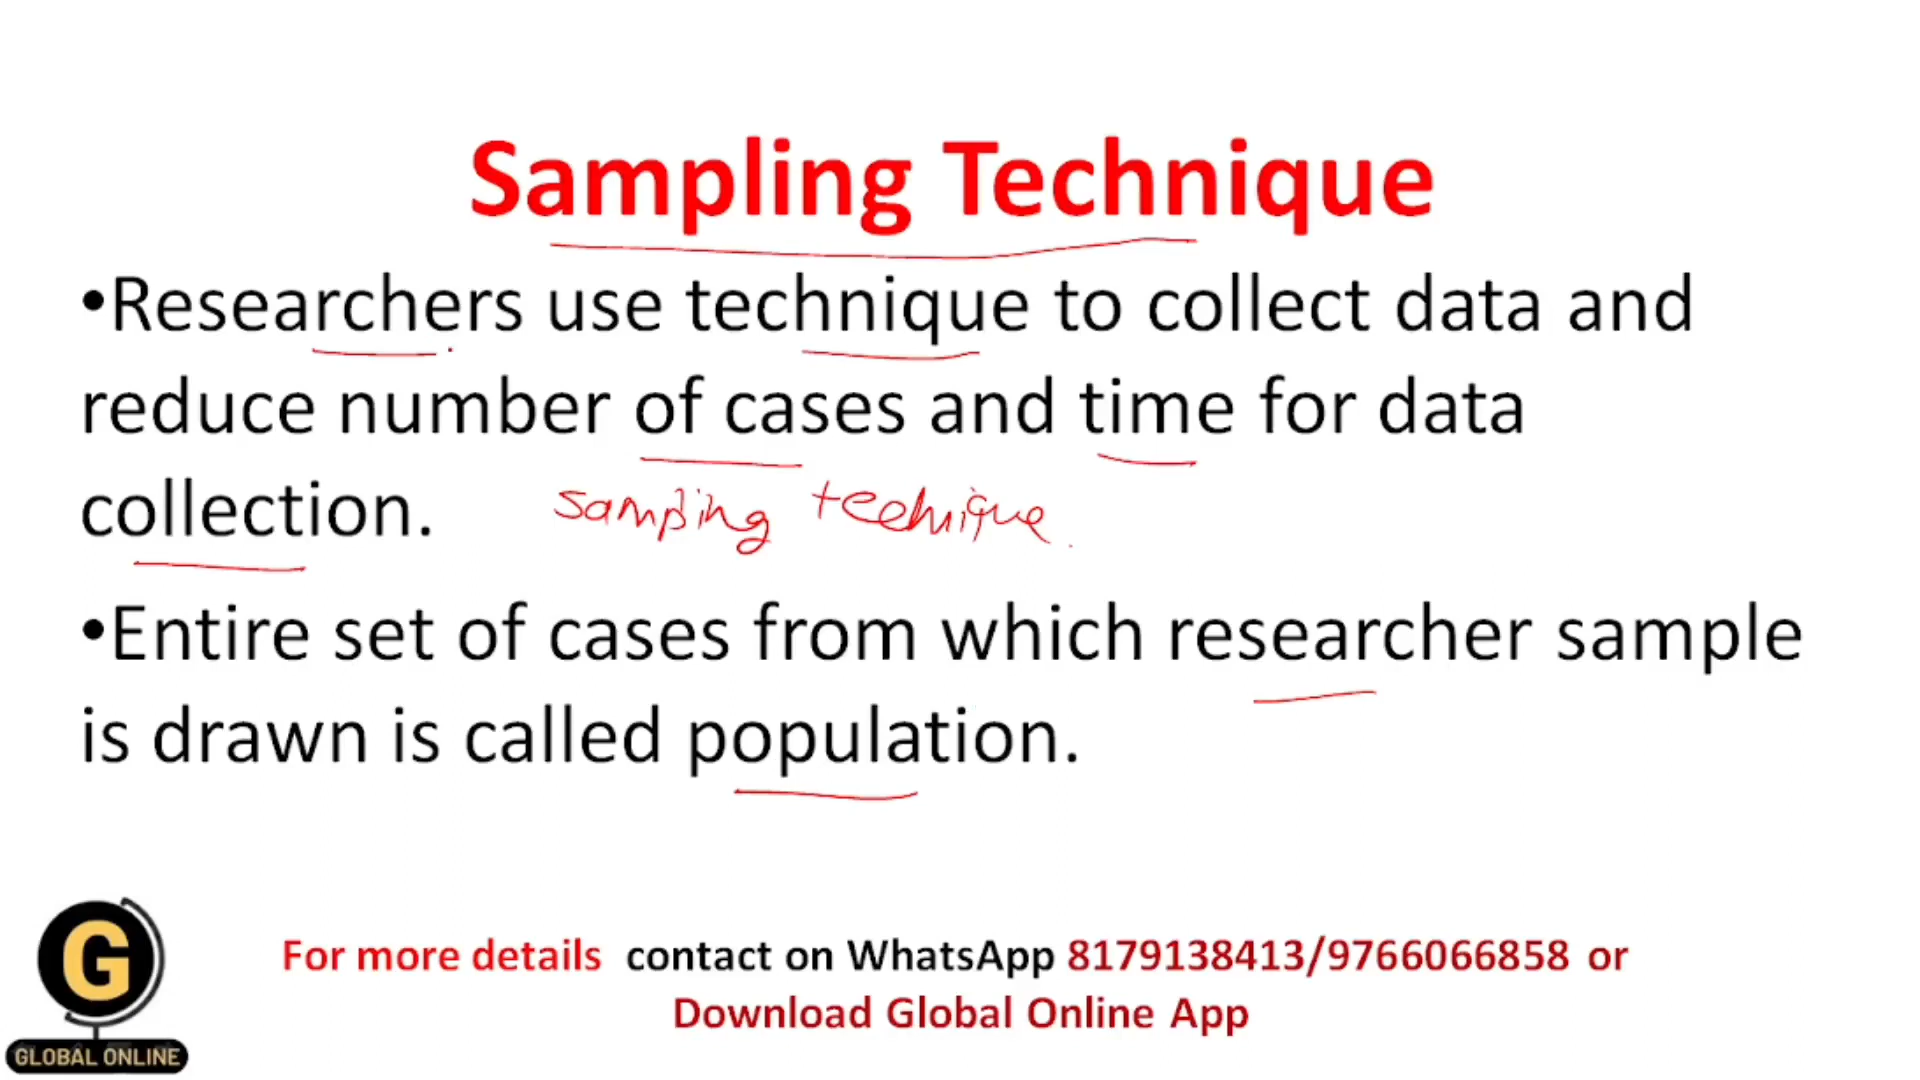 Sampling Technique
•Researchers use technique to collect data and
reduce number of cases and time for data
collection. sampling technique.
•Entire set of cases from which researcher sample
is drawn is called population.
G
GLOBAL ONLINE
For more details contact on WhatsApp 8179138413/9766066858 or
Download Global Online App